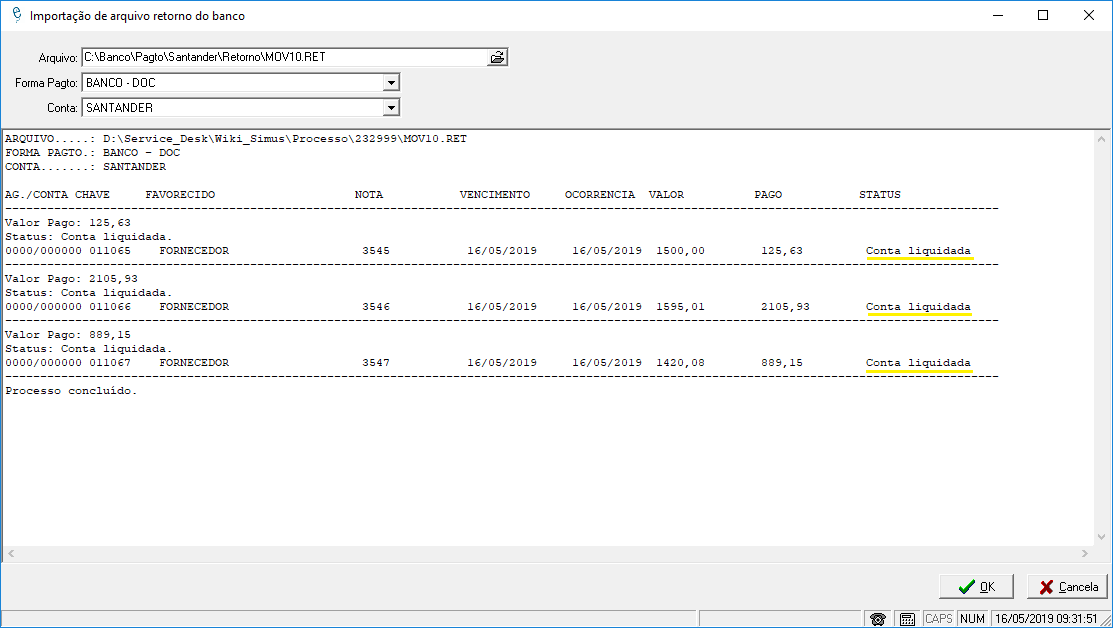 Importação de arquivo retorno do banco
Arquivo: C:\Banco\Pagto\Santander\Retorno\MOV10.RET
Forma Pagto: BANCO - DOC
Conta: SANTANDER
ARQUIVO.....: D:\Service_Desk\Wiki_Simus\Processo\232999\MOV10.RET
FORMA PAGTO.: BANCO - DOC
CONTA.......: SANTANDER
AG./CONTA CHAVE FAVORECIDO NOTA VENCIMENTO OCORRENCIA VALOR PAGO STATUS
Valor Pago: 125,63
Status: Conta liquidada.
0000/000000 011065 FORNECEDOR 3545 16/05/2019 16/05/2019 1500,00 125,63 Conta liquidada
Valor Pago: 2105,93
Status: Conta liquidada.
0000/000000 011066 FORNECEDOR 3546 16/05/2019 16/05/2019 1595,01 2105,93 Conta liquidada
Valor Pago: 889,15
Status: Conta liquidada.
0000/000000 011067 FORNECEDOR 3547 16/05/2019 16/05/2019 1420,08 889,15 Conta liquidada
Processo concluído.
OK Cancela
CAPS NUM 16/05/2019 09:31:51